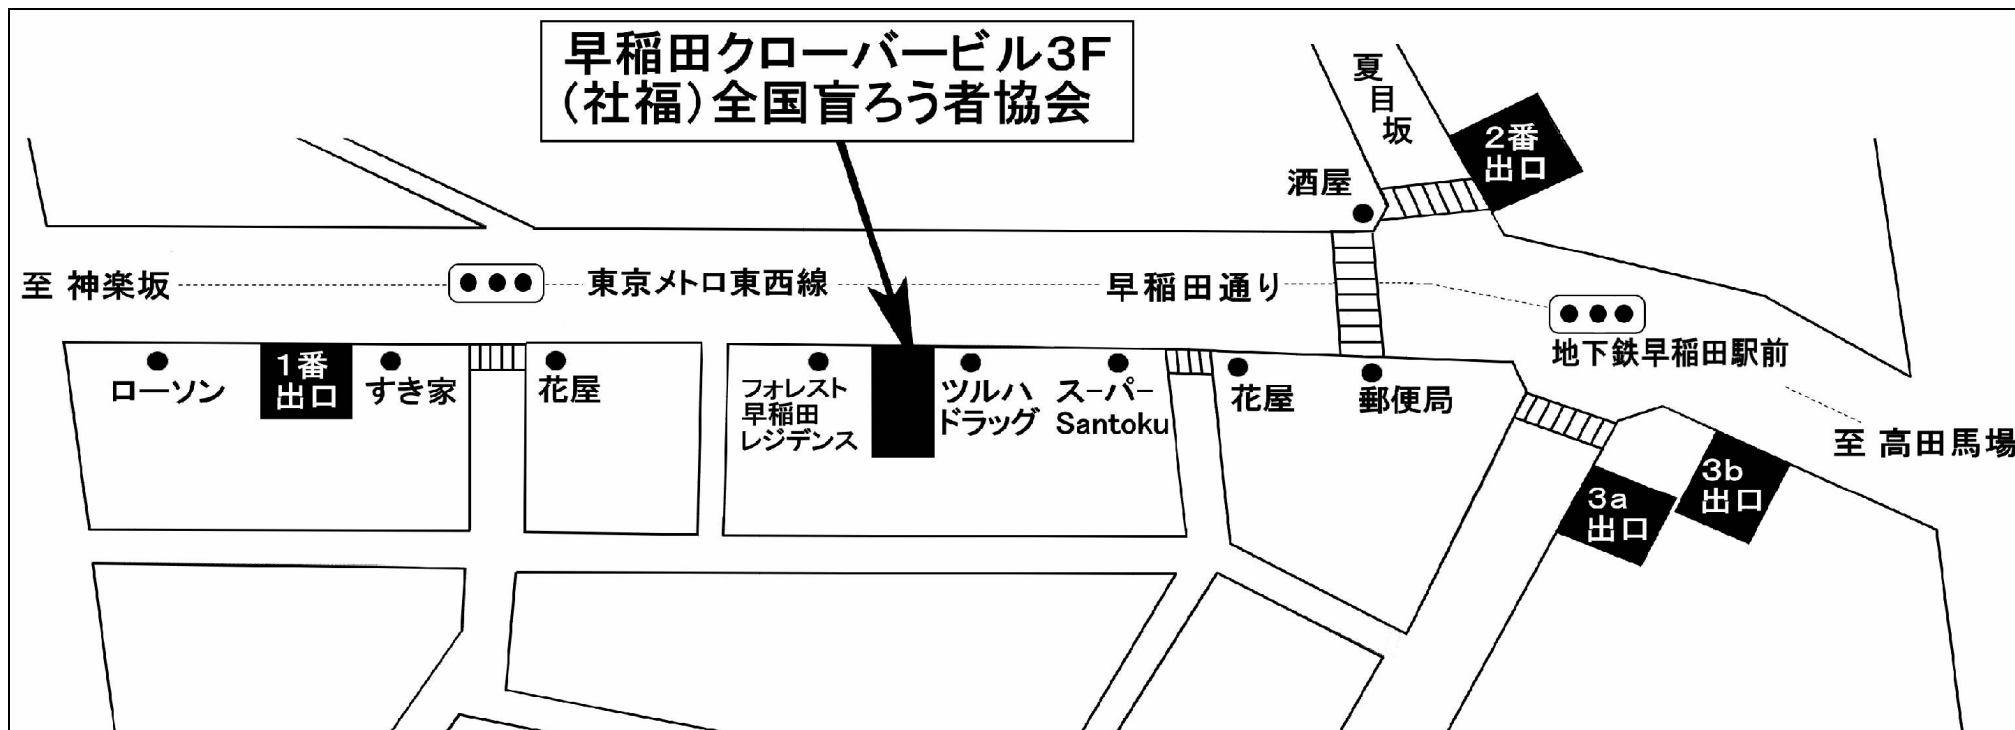 早稲田クローバービル3F
(社福)全国盲ろう者協会
夏目坂
2番
出口
酒屋
至 神楽坂
東京メトロ東西線
早稲田通り
地下鉄早稲田駅前
至 高田馬場
ローソン
1番
出口
すき家
花屋
フォレスト
早稲田
レジデンス
ツルハ
ドラッグ
スーパー
Santoku
花屋
郵便局
3a
出口
3b
出口